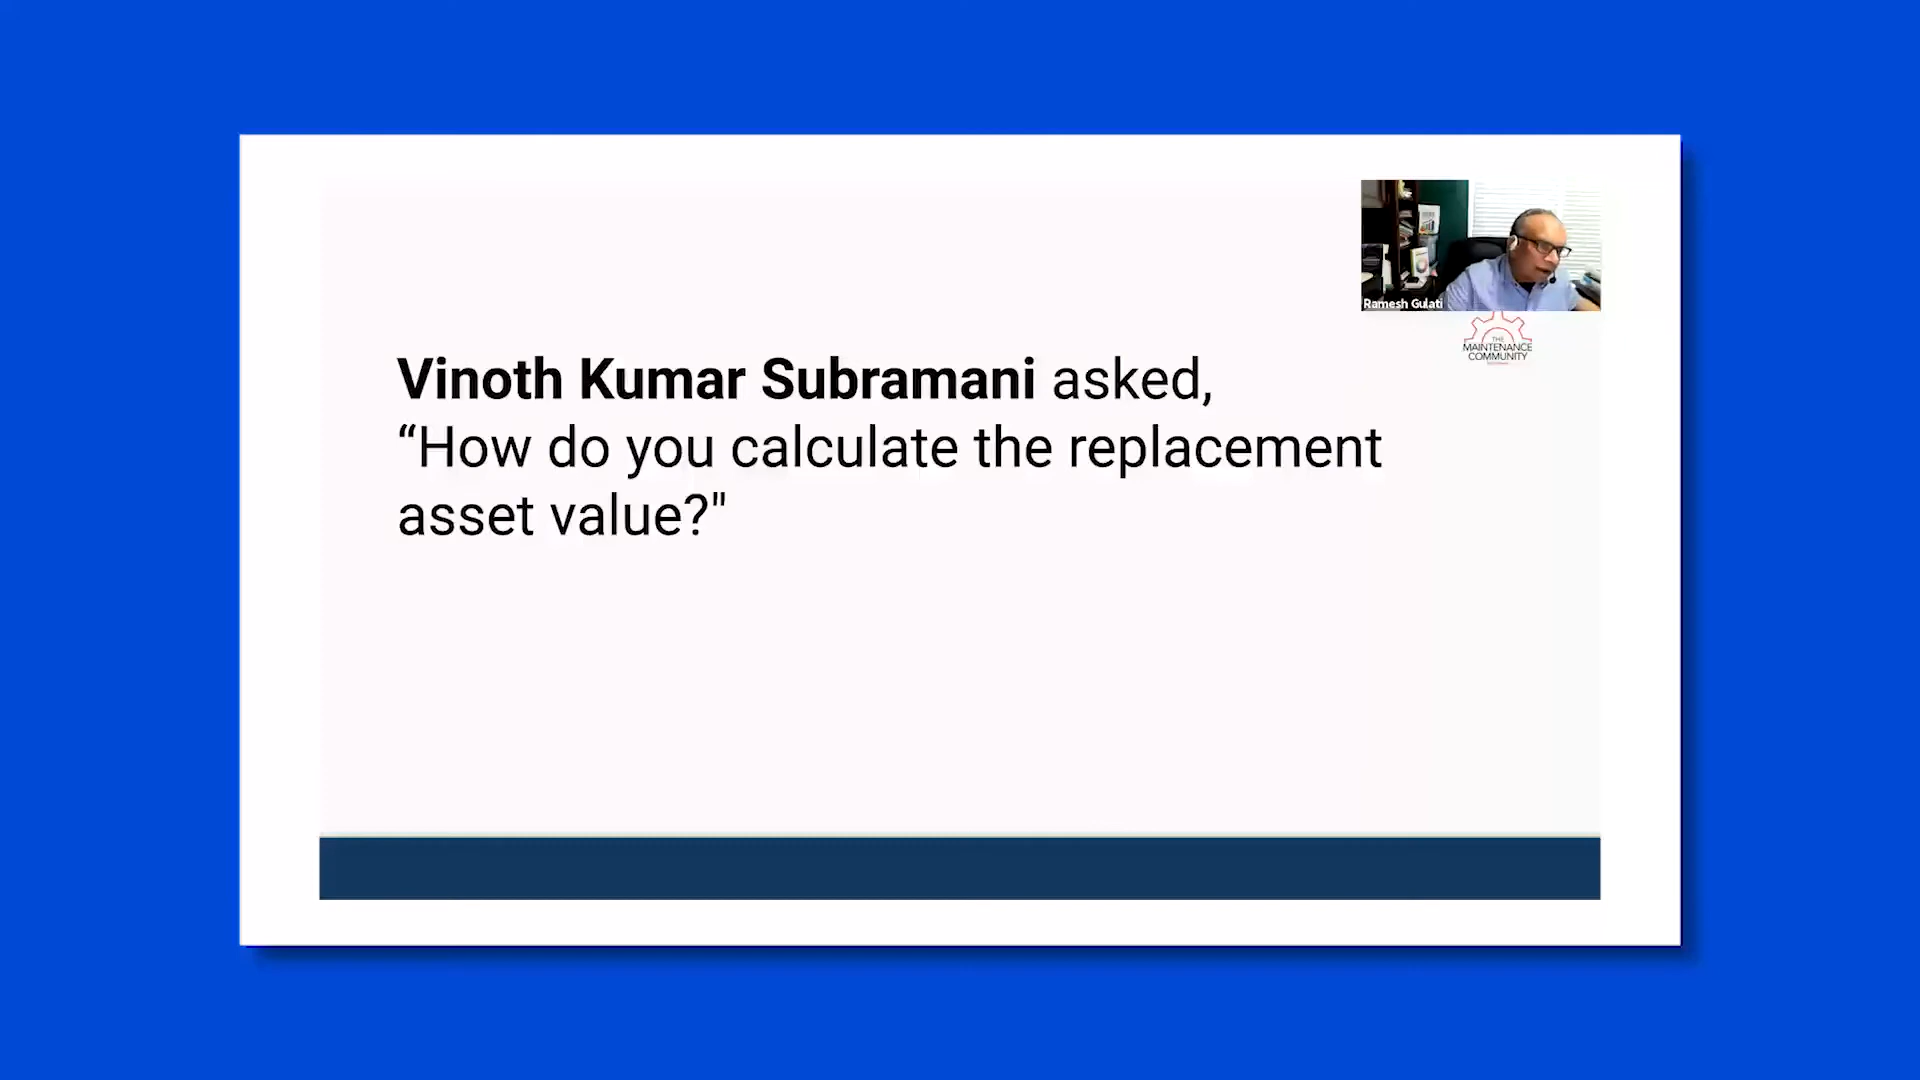 Ramesh Gulati
THE
MAINTENANCE
COMMUNITY
Vinoth Kumar Subramani asked,
“How do you calculate the replacement
asset value?"